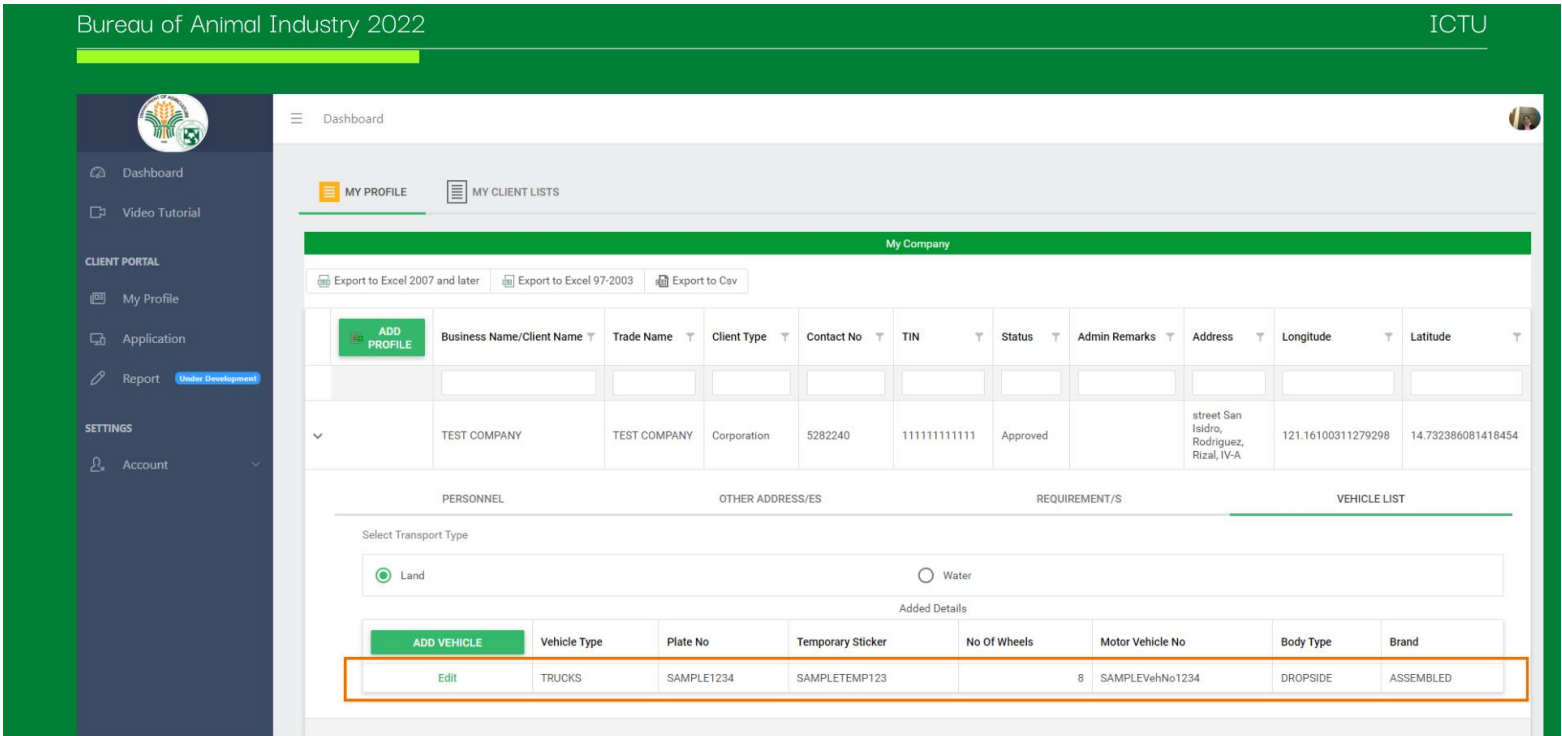 Bureau of Animal Industry 2022
ICTU
Dashboard
Dashboard
Video Tutorial
CLIENT PORTAL
My Profile
Application
Report Under Development
SETTINGS
Account
MY PROFILE
MY CLIENT LISTS
My Company
Export to Excel 2007 and later
Export to Excel 97-2003
Export to Csv
ADD
PROFILE
Business Name/Client Name
Trade Name
Client Type
Contact No
TIN
Status
Admin Remarks
Address
Longitude
Latitude
TEST COMPANY
TEST COMPANY
Corporation
5282240
111111111111
Approved
street San
Isidro,
Rodriguez,
Rizal, IV-A
121.16100311279298
14.732386081418454
PERSONNEL
OTHER ADDRESS/ES
REQUIREMENT/S
VEHICLE LIST
Select Transport Type
Land
Water
Added Details
ADD VEHICLE
Vehicle Type
Plate No
Temporary Sticker
No Of Wheels
Motor Vehicle No
Body Type
Brand
Edit
TRUCKS
SAMPLE1234
SAMPLETEMP123
8
SAMPLEVehNo1234
DROPSIDE
ASSEMBLED